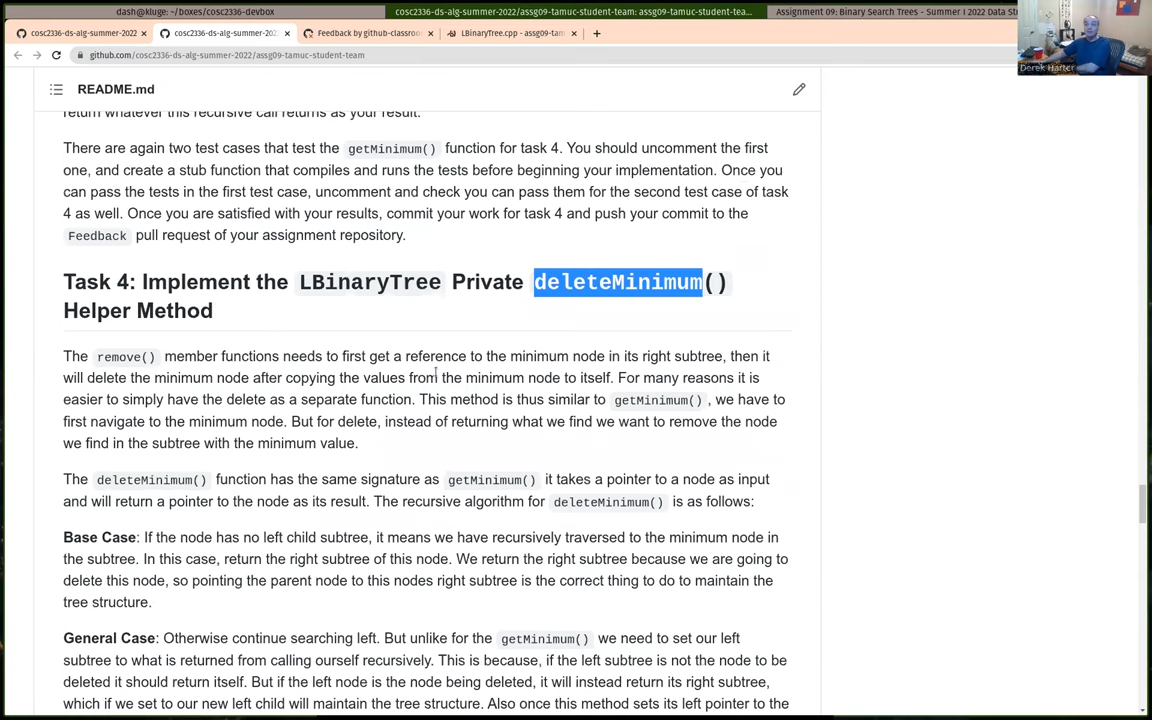 dash@kluge: ~/boxes/cosc2336-devbox
cosc2336-ds-alg-summer-2022/assg09-tamuc-student-team: assg09-tamuc-student-tea...
Assignment 09: Binary Search Trees - Summer I 2022 Data St
cosc2336-ds-alg-summer-2022
cosc2336-ds-alg-summer-202
Feedback by github-classroo
LBinaryTree.cpp - assg09-tam
github.com/cosc2336-ds-alg-summer-2022/assg09-tamuc-student-team
Derek Harter
README.md
return whatever this recursive call returns as your result.
There are again two test cases that test the getMinimum() function for task 4. You should uncomment the first
one, and create a stub function that compiles and runs the tests before beginning your implementation. Once you
can pass the tests in the first test case, uncomment and check you can pass them for the second test case of task
4 as well. Once you are satisfied with your results, commit your work for task 4 and push your commit to the
Feedback pull request of your assignment repository.
Task 4: Implement the LBinaryTree Private deleteMinimum()
Helper Method
The remove() member functions needs to first get a reference to the minimum node in its right subtree, then it
will delete the minimum node after copying the values from the minimum node to itself. For many reasons it is
easier to simply have the delete as a separate function. This method is thus similar to getMinimum() , we have to
first navigate to the minimum node. But for delete, instead of returning what we find we want to remove the node
we find in the subtree with the minimum value.
The deleteMinimum() function has the same signature as getMinimum() it takes a pointer to a node as input
and will return a pointer to the node as its result. The recursive algorithm for deleteMinimum() is as follows:
Base Case: If the node has no left child subtree, it means we have recursively traversed to the minimum node in
the subtree. In this case, return the right subtree of this node. We return the right subtree because we are going to
delete this node, so pointing the parent node to this nodes right subtree is the correct thing to do to maintain the
tree structure.
General Case: Otherwise continue searching left. But unlike for the getMinimum() we need to set our left
subtree to what is returned from calling ourself recursively. This is because, if the left subtree is not the node to be
deleted it should return itself. But if the left node is the node being deleted, it will instead return its right subtree,
which if we set to our new left child will maintain the tree structure. Also once this method sets its left pointer to the